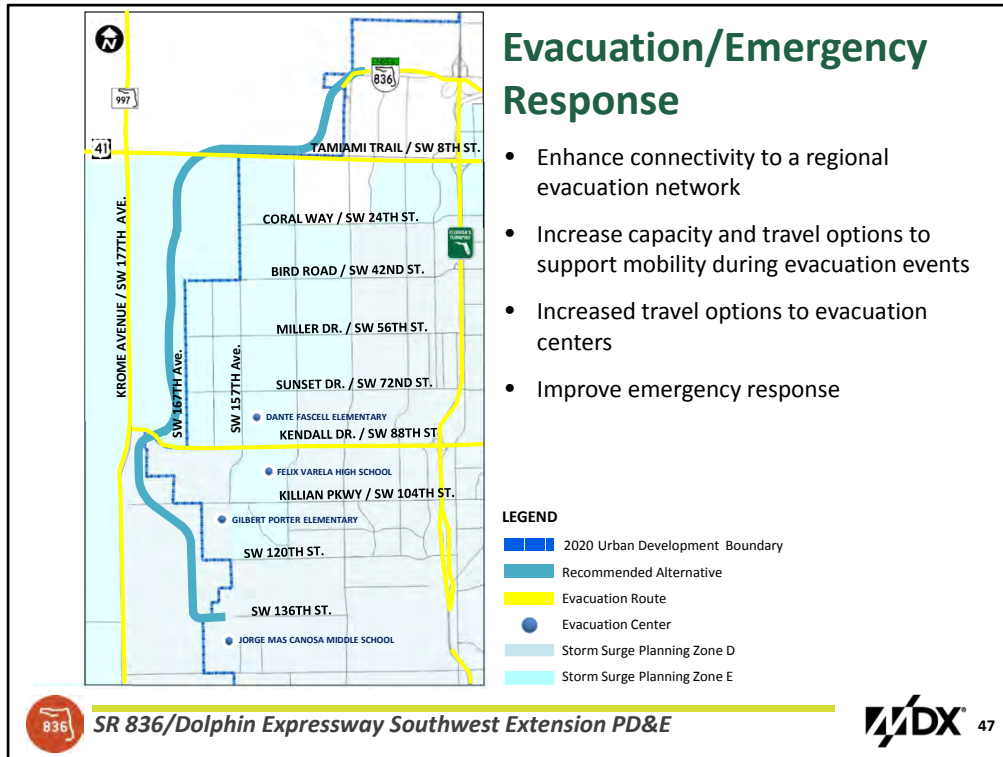 N
997
41
TOLL
836
TAMIAMI TRAIL / SW 8TH ST.
KROME AVENUE / SW 177TH AVE.
CORAL WAY / SW 24TH ST.
BIRD ROAD / SW 42ND ST.
MILLER DR. / SW 56TH ST.
SW 167TH Ave.
SW 157TH Ave.
SUNSET DR. / SW 72ND ST.
DANTE FASCELL ELEMENTARY
KENDALL DR. / SW 88TH ST
FELIX VARELA HIGH SCHOOL
KILLIAN PKWY / SW 104TH ST.
GILBERT PORTER ELEMENTARY
SW 120TH ST.
SW 136TH ST.
JORGE MAS CANOSA MIDDLE SCHOOL
FLORIDA'S
TURNPIKE
Evacuation/Emergency
Response
• Enhance connectivity to a regional
evacuation network
• Increase capacity and travel options to
support mobility during evacuation events
• Increased travel options to evacuation
centers
• Improve emergency response
LEGEND
2020 Urban Development Boundary
Recommended Alternative
Evacuation Route
Evacuation Center
Storm Surge Planning Zone D
Storm Surge Planning Zone E
836
SR 836/Dolphin Expressway Southwest Extension PD&E
MDX®
47